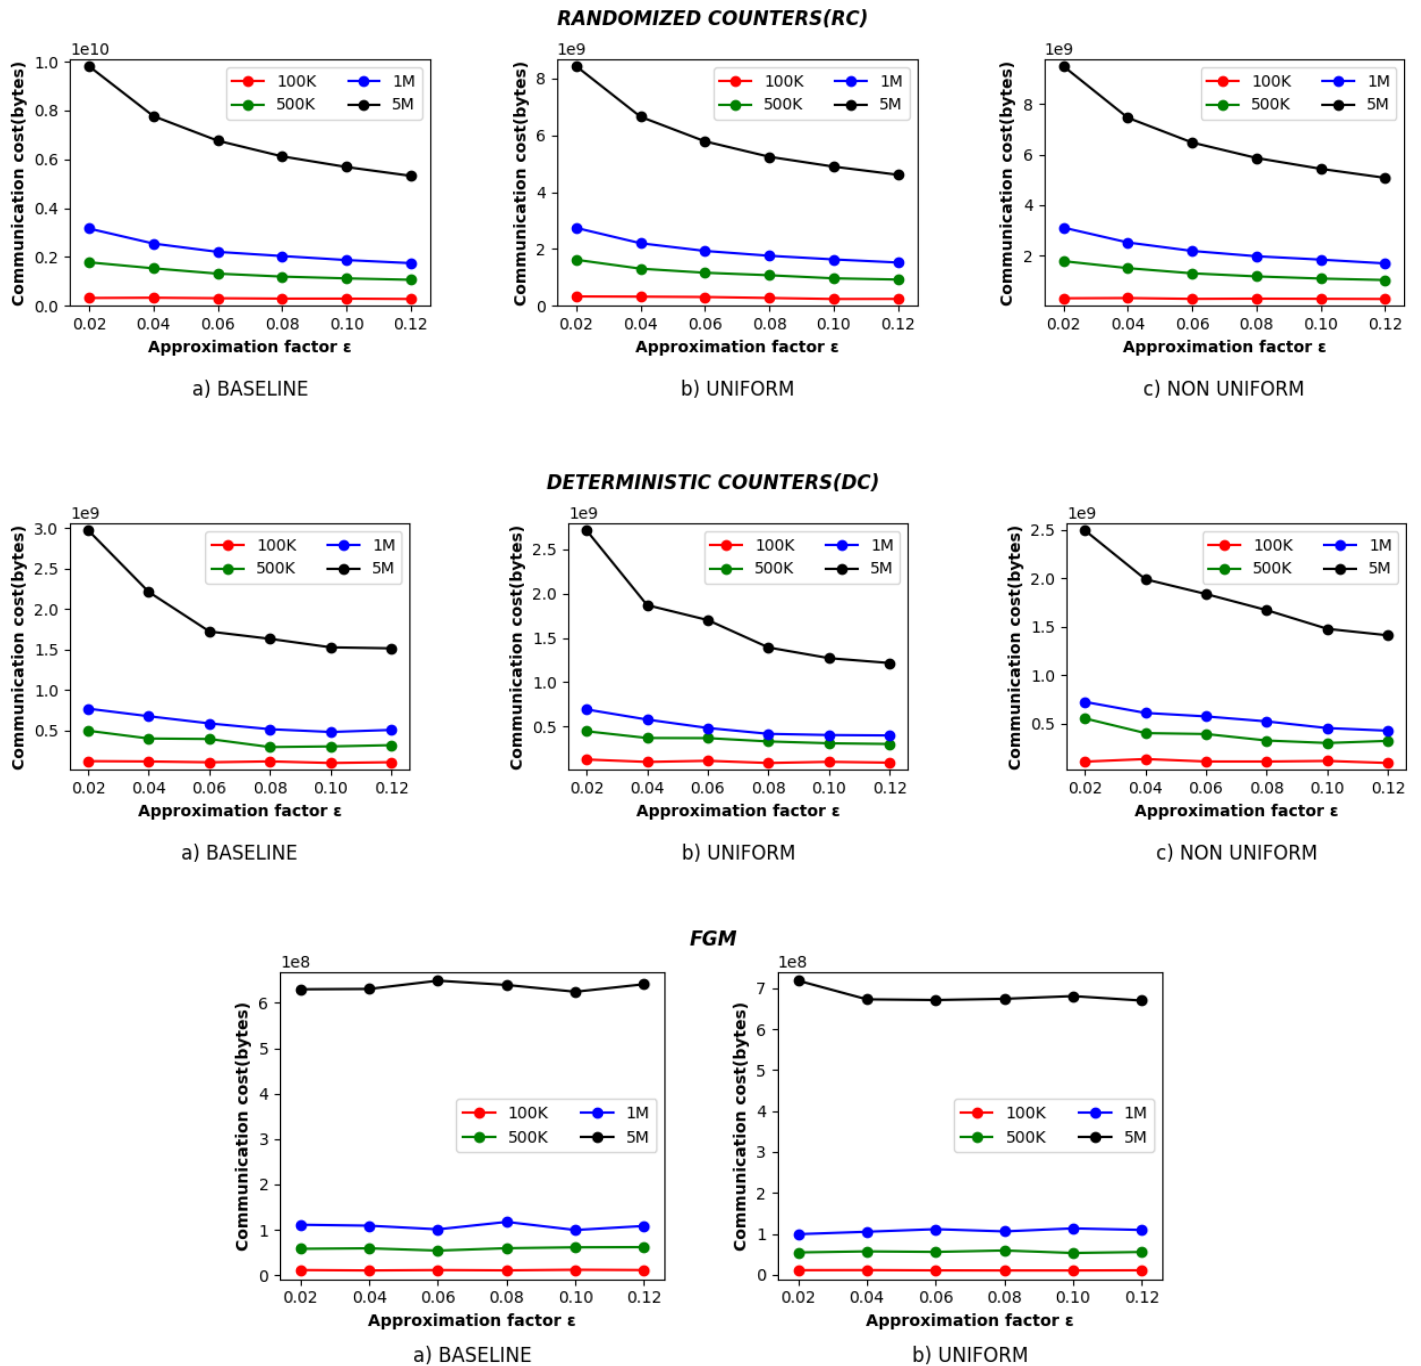 RANDOMIZED COUNTERS(RC)
1e10 1e9 1e9
Communication cost(bytes)
1.0
0.8
0.6
0.4
0.2
0.0
100K 1M
500K 5M
0.02 0.04 0.06 0.08 0.10 0.12
Approximation factor ε
a) BASELINE
Communication cost(bytes)
8
6
4
2
0
100K 1M
500K 5M
0.02 0.04 0.06 0.08 0.10 0.12
Approximation factor ε
b) UNIFORM
Communication cost(bytes)
8
6
4
2
100K 1M
500K 5M
0.02 0.04 0.06 0.08 0.10 0.12
Approximation factor ε
c) NON UNIFORM
DETERMINISTIC COUNTERS(DC)
1e9 1e9 1e9
Communication cost(bytes)
3.0
2.5
2.0
1.5
1.0
0.5
100K 1M
500K 5M
0.02 0.04 0.06 0.08 0.10 0.12
Approximation factor ε
a) BASELINE
Communication cost(bytes)
2.5
2.0
1.5
1.0
0.5
100K 1M
500K 5M
0.02 0.04 0.06 0.08 0.10 0.12
Approximation factor ε
b) UNIFORM
Communication cost(bytes)
2.5
2.0
1.5
1.0
0.5
100K 1M
500K 5M
0.02 0.04 0.06 0.08 0.10 0.12
Approximation factor ε
c) NON UNIFORM
FGM
1e8 1e8
Communication cost(bytes)
6
5
4
3
2
1
0
100K 1M
500K 5M
0.02 0.04 0.06 0.08 0.10 0.12
Approximation factor ε
a) BASELINE
Communication cost(bytes)
7
6
5
4
3
2
1
0
100K 1M
500K 5M
0.02 0.04 0.06 0.08 0.10 0.12
Approximation factor ε
b) UNIFORM